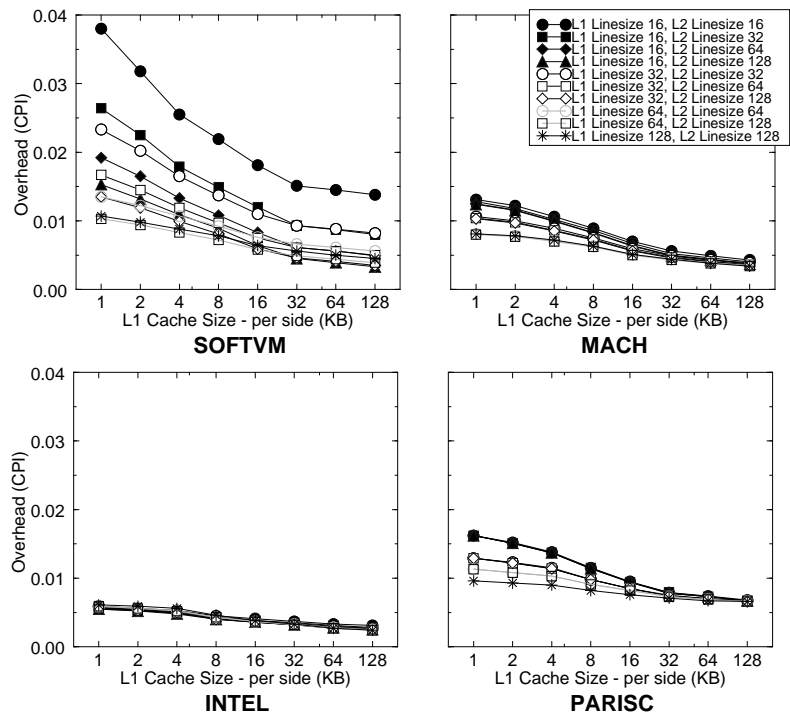 0.04
0.03
0.02
0.01
0.00
Overhead (CPI)
1 2 4 8 16 32 64 128
L1 Cache Size - per side (KB)
SOFTVM
L1 Linesize 16, L2 Linesize 16
L1 Linesize 16, L2 Linesize 32
L1 Linesize 16, L2 Linesize 64
L1 Linesize 16, L2 Linesize 128
L1 Linesize 32, L2 Linesize 32
L1 Linesize 32, L2 Linesize 64
L1 Linesize 32, L2 Linesize 128
L1 Linesize 64, L2 Linesize 64
L1 Linesize 64, L2 Linesize 128
L1 Linesize 128, L2 Linesize 128
1 2 4 8 16 32 64 128
L1 Cache Size - per side (KB)
MACH
0.04
0.03
0.02
0.01
0.00
Overhead (CPI)
1 2 4 8 16 32 64 128
L1 Cache Size - per side (KB)
INTEL
1 2 4 8 16 32 64 128
L1 Cache Size - per side (KB)
PARISC